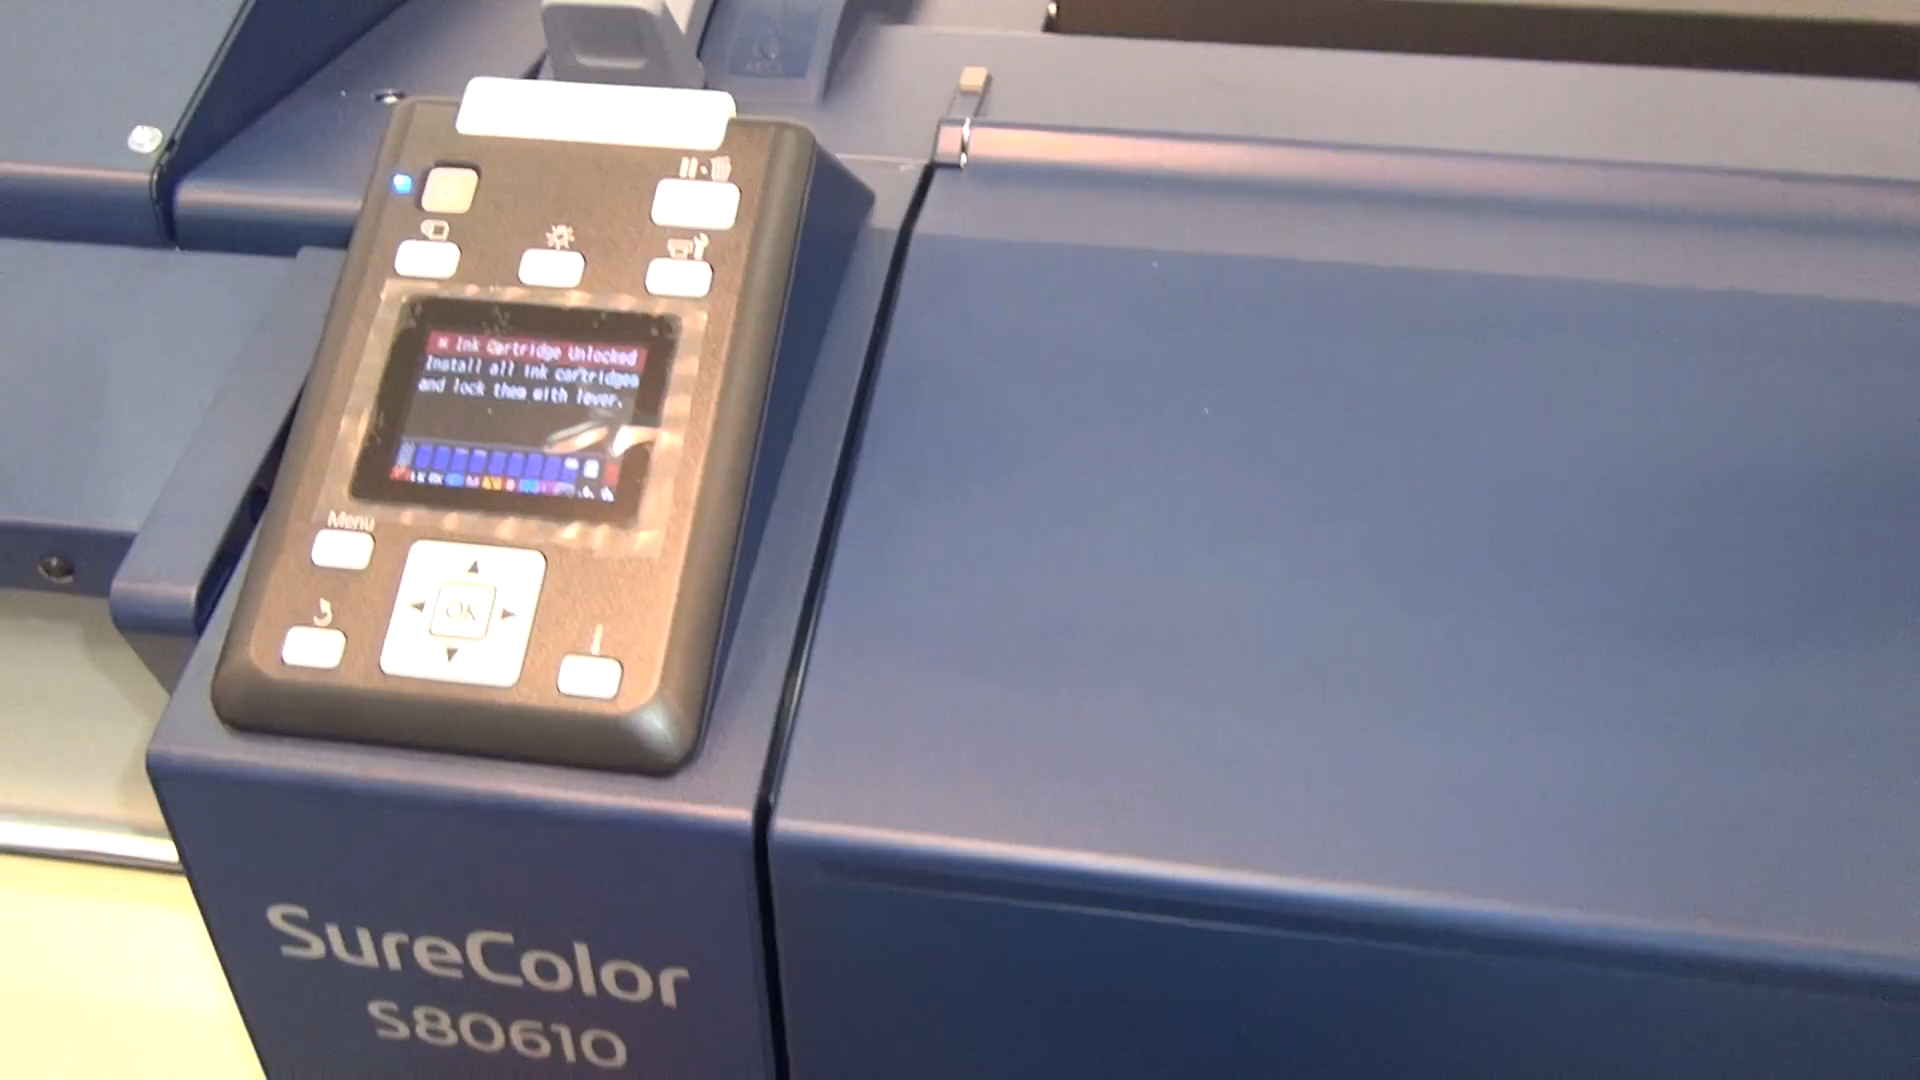 Ink Cartridge Unlocked
Install all ink cartridges
and lock them with lever.
Menu
OK
SureColor
S80610